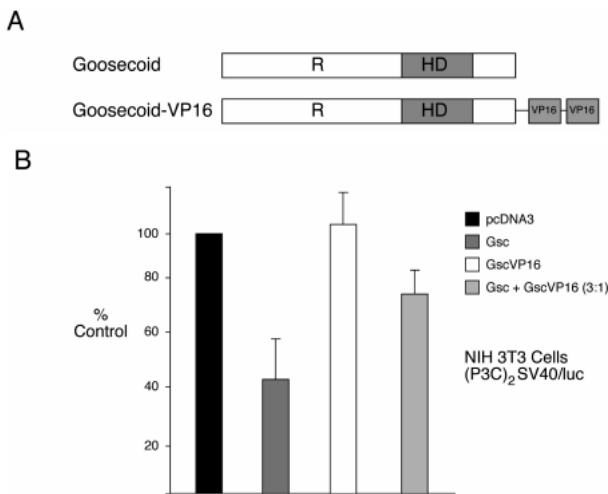 A
Goosecoid
R
HD
Goosecoid-VP16
R
HD
VP16
VP16
B
100
80
60
40
20
%
Control
pcDNA3
Gsc
GscVP16
Gsc + GscVP16 (3:1)
NIH 3T3 Cells
(P3C)₂SV40/luc